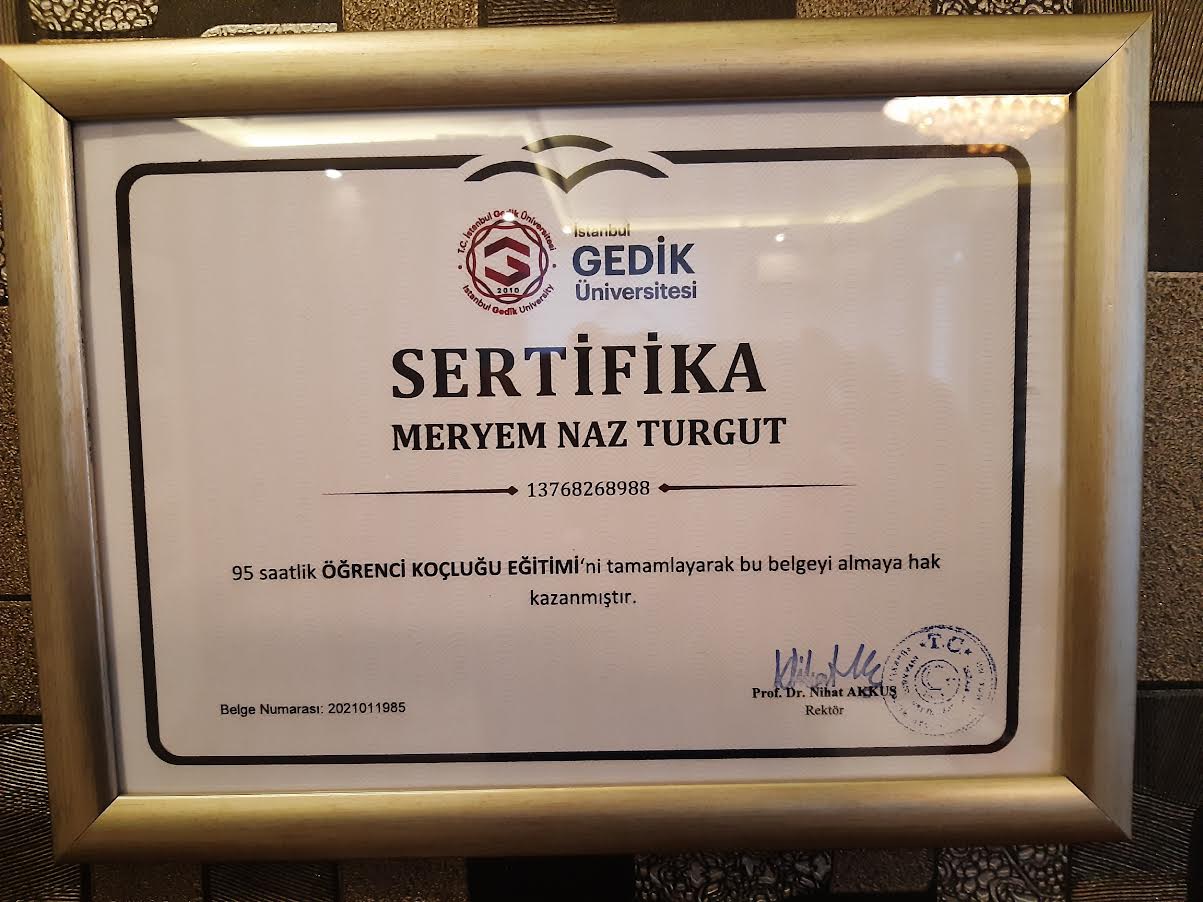 T.C. İstanbul Gedik Üniversitesi
2010
Istanbul Gedik University
İstanbul
GEDİK
Üniversitesi
SERTİFİKA
MERYEM NAZ TURGUT
13768268988
95 saatlik ÖĞRENCİ KOÇLUĞU EĞİTİMİ‘ni tamamlayarak bu belgeyi almaya hak
kazanmıştır.
Prof. Dr. Nihat AKKUŞ
Rektör
T.C.
Belge Numarası: 2021011985